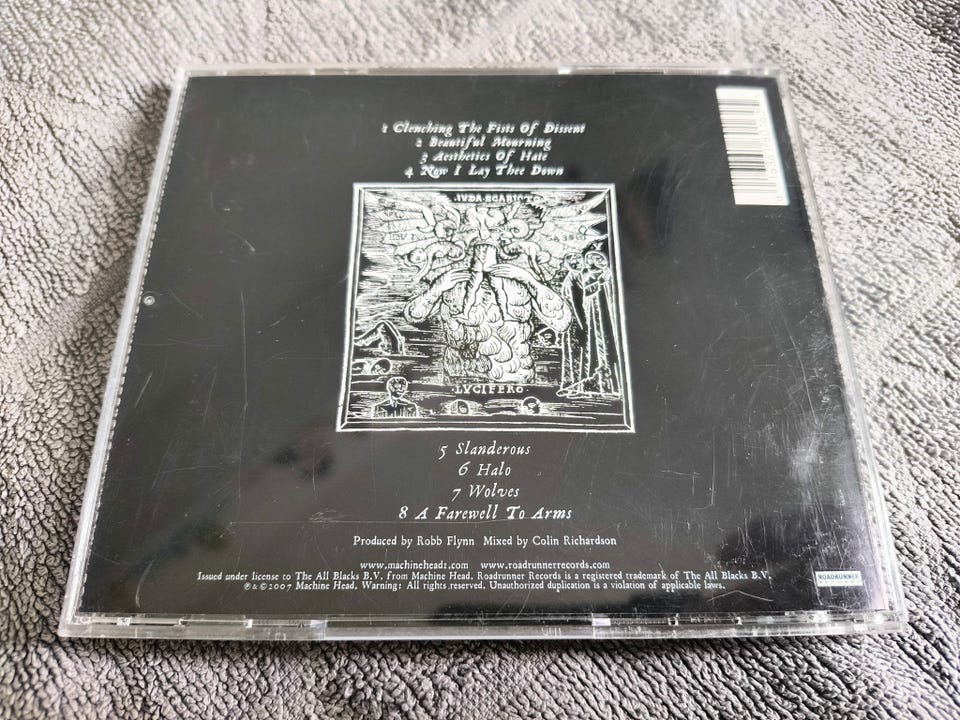 1 Clenching The Fists Of Dissent
2 Beautiful Mourning
3 Aesthetics Of Hate
4 Now I Lay Thee Down
.IVDA·SCARIOTO
LVCIFERO·
5 Slanderous
6 Halo
7 Wolves
8 A Farewell To Arms
Produced by Robb Flynn Mixed by Colin Richardson
www.machinehead1.com www.roadrunnerrecords.com
Issued under license to The All Blacks B.V. from Machine Head. Roadrunner Records is a registered trademark of The All Blacks B.V.
℗ & © 2007 Machine Head. Warning: All rights reserved. Unauthorized duplication is a violation of applicable laws.
ROADRUNNER
RECORDS